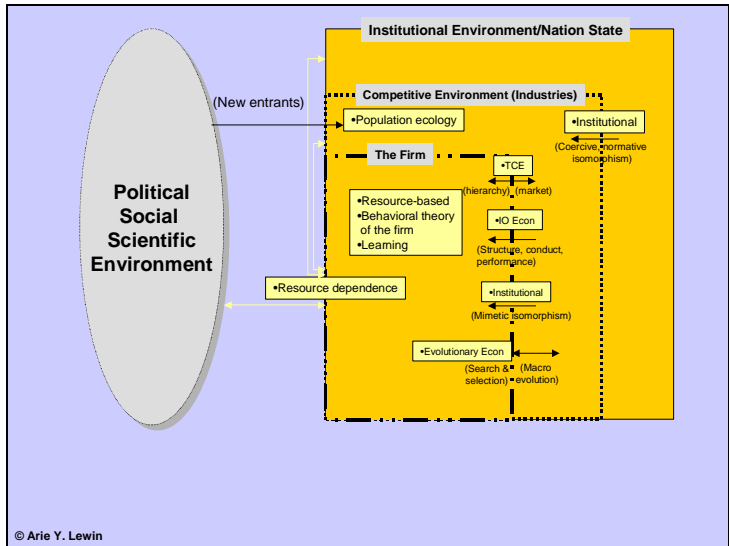 Institutional Environment/Nation State
Competitive Environment (Industries)
(New entrants)
•Population ecology
•Institutional
(Coercive, normative
isomorphism)
The Firm
•TCE
(hierarchy) (market)
Political
Social
Scientific
Environment
•Resource-based
•Behavioral theory
of the firm
•Learning
•IO Econ
(Structure, conduct,
performance)
•Resource dependence
•Institutional
(Mimetic isomorphism)
•Evolutionary Econ
(Search &
selection)
(Macro
evolution)
© Arie Y. Lewin